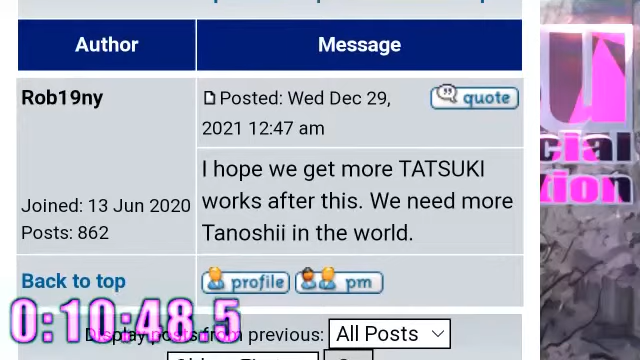 Author Message
Rob19ny
Posted: Wed Dec 29,
2021 12:47 am
quote
I hope we get more TATSUKI
works after this. We need more
Tanoshii in the world.
Joined: 13 Jun 2020
Posts: 862
Back to top
profile pm
0:10:48.5
Display posts from previous: All Posts